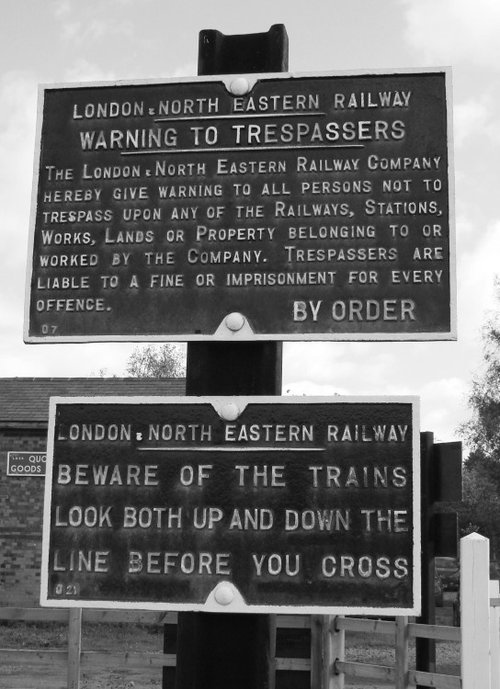 LONDON & NORTH EASTERN RAILWAY
WARNING TO TRESPASSERS
THE LONDON & NORTH EASTERN RAILWAY COMPANY
HEREBY GIVE WARNING TO ALL PERSONS NOT TO
TRESPASS UPON ANY OF THE RAILWAYS, STATIONS,
WORKS, LANDS OR PROPERTY BELONGING TO OR
WORKED BY THE COMPANY. TRESPASSERS ARE
LIABLE TO A FINE OR IMPRISONMENT FOR EVERY
OFFENCE. BY ORDER
07
LONDON & NORTH EASTERN RAILWAY
BEWARE OF THE TRAINS
LOOK BOTH UP AND DOWN THE
LINE BEFORE YOU CROSS
021
QUO
GOODS